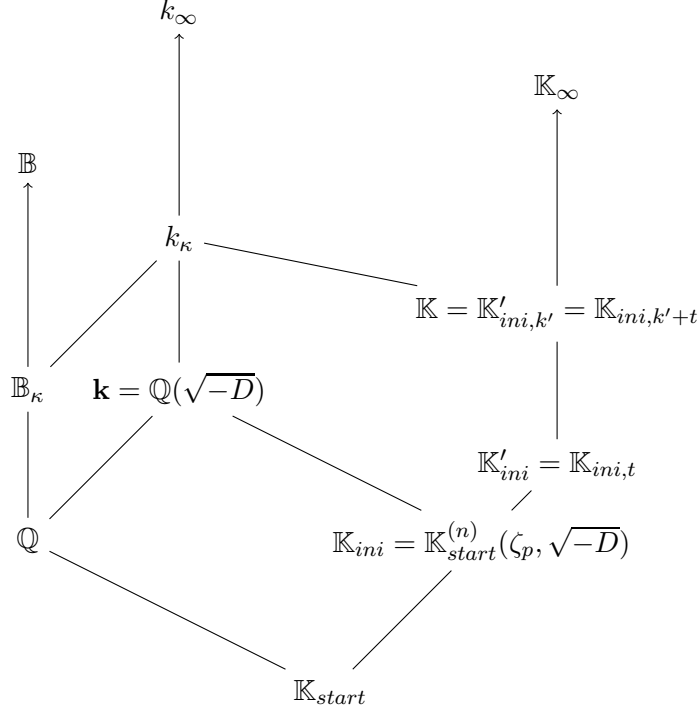 k_∞
𝕂_∞
𝔹
k_κ
𝕂 = 𝕂'_{ini,k'} = 𝕂_{ini,k'+t}
𝔹_κ
𝐤 = ℚ(√−D)
𝕂'_{ini} = 𝕂_{ini,t}
ℚ
𝕂_{ini} = 𝕂^{(n)}_{start}(ζ_p, √−D)
𝕂_{start}